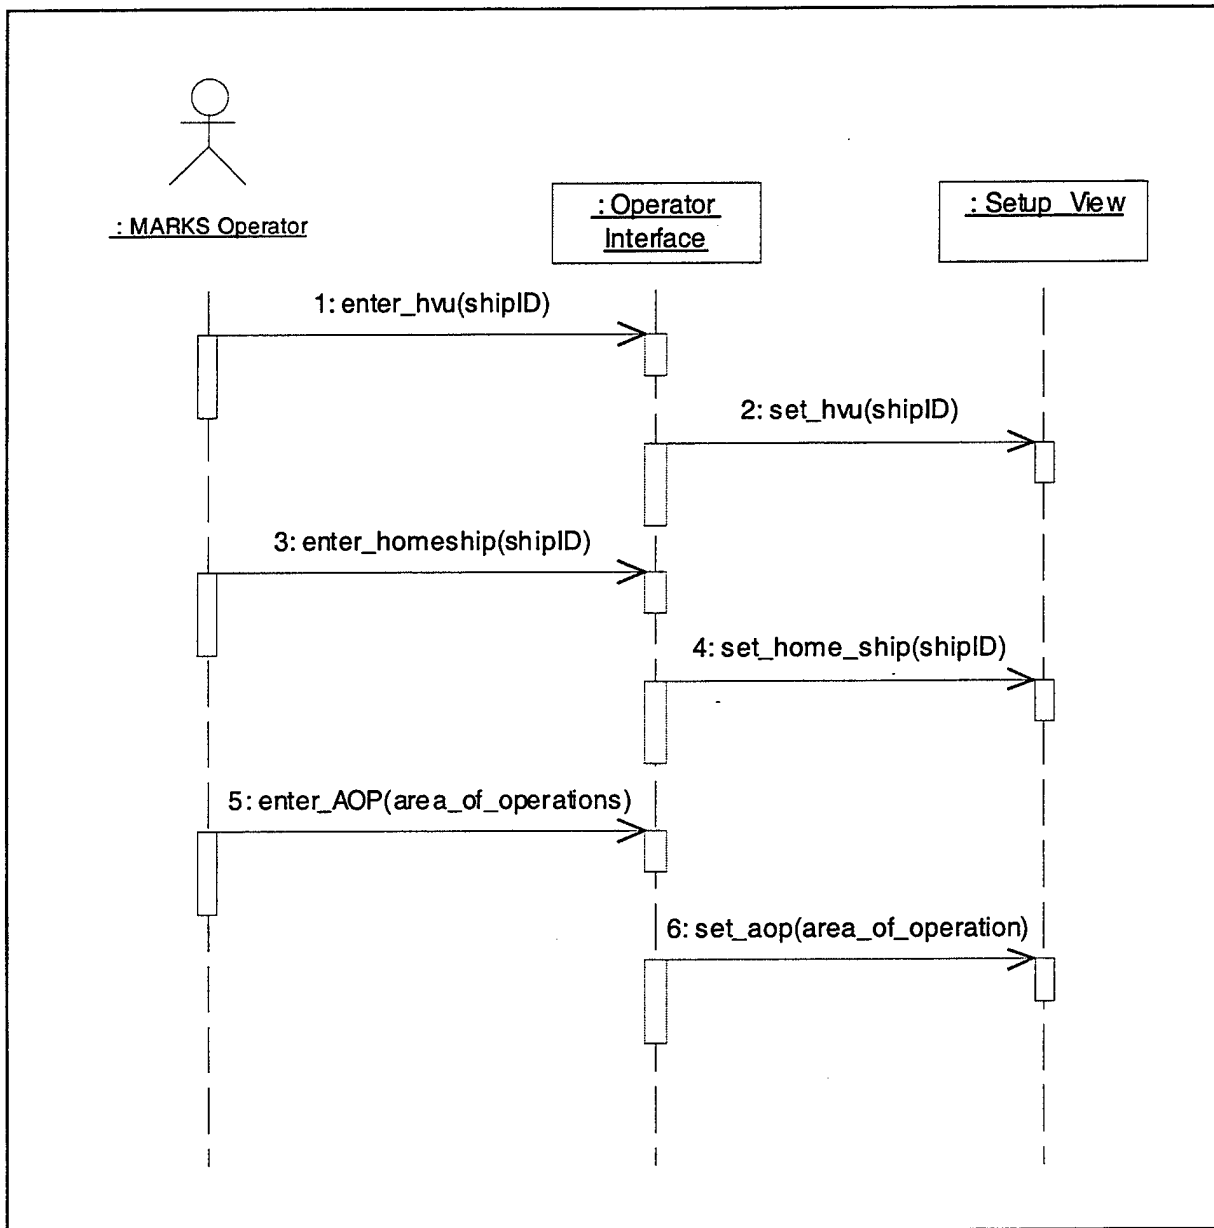 : MARKS Operator
: Operator
Interface
: Setup_View
1: enter_hvu(shipID)
2: set_hvu(shipID)
3: enter_homeship(shipID)
4: set_home_ship(shipID)
5: enter_AOP(area_of_operations)
6: set_aop(area_of_operation)